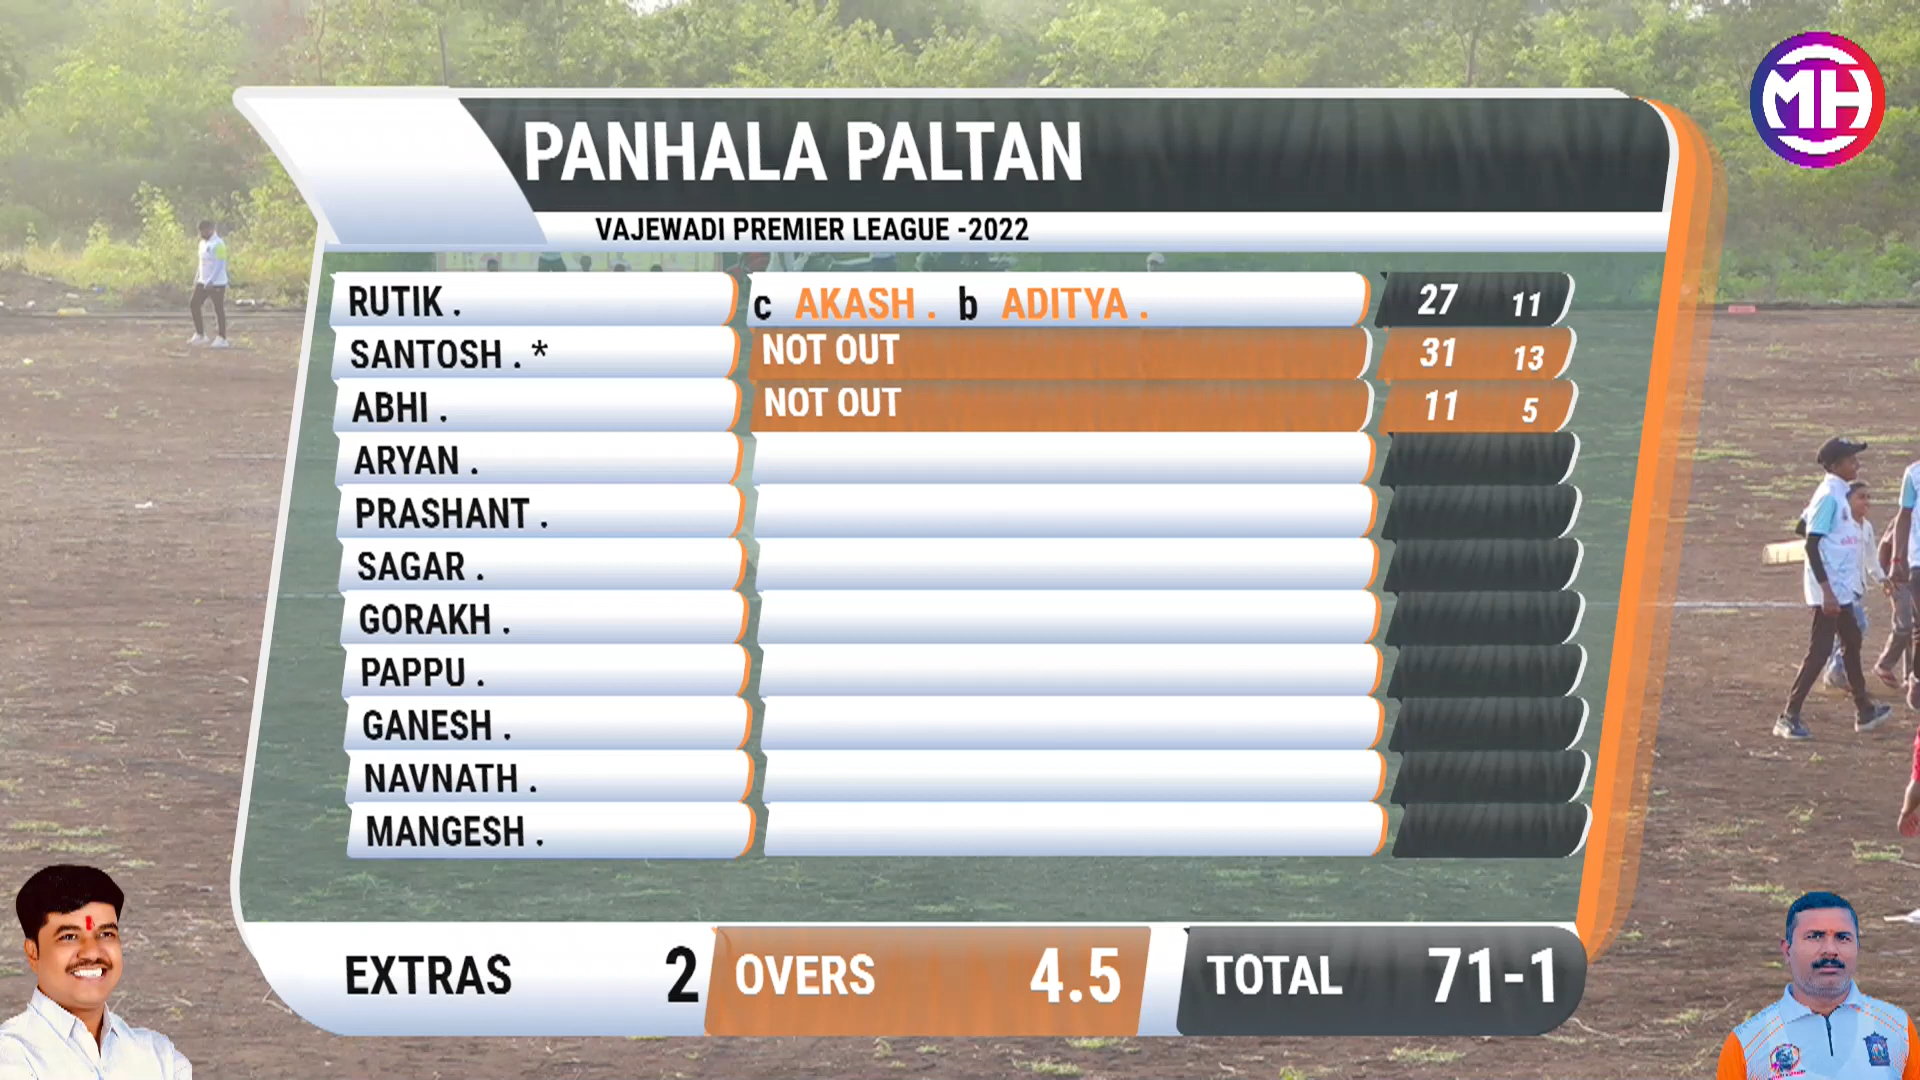 MH
PANHALA PALTAN
VAJEWADI PREMIER LEAGUE -2022
RUTIK . c AKASH . b ADITYA . 27 11
SANTOSH . * NOT OUT 31 13
ABHI . NOT OUT 11 5
ARYAN .
PRASHANT .
SAGAR .
GORAKH .
PAPPU .
GANESH .
NAVNATH .
MANGESH .
EXTRAS 2 OVERS 4.5 TOTAL 71-1